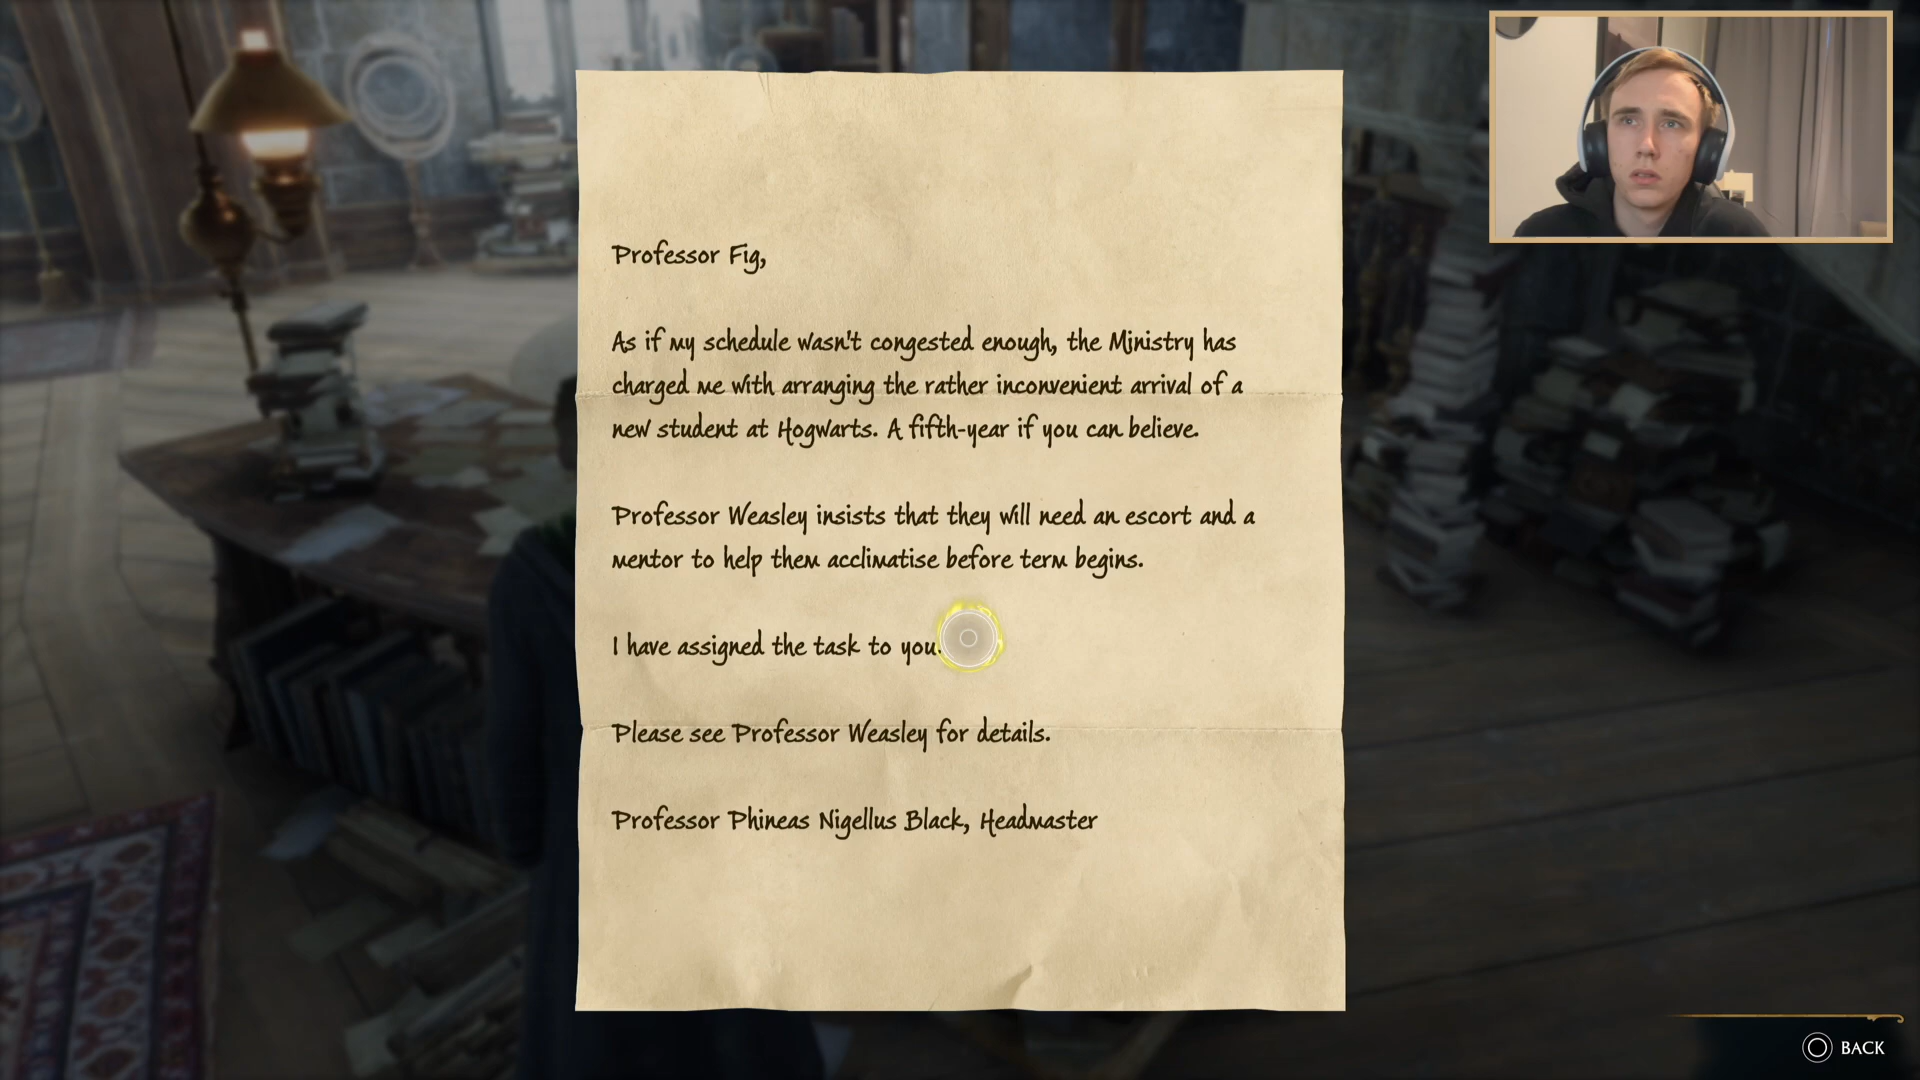 Professor Fig,
As if my schedule wasn't congested enough, the Ministry has
charged me with arranging the rather inconvenient arrival of a
new student at Hogwarts. A fifth-year if you can believe.
Professor Weasley insists that they will need an escort and a
mentor to help them acclimatise before term begins.
I have assigned the task to you.
Please see Professor Weasley for details.
Professor Phineas Nigellus Black, Headmaster
BACK